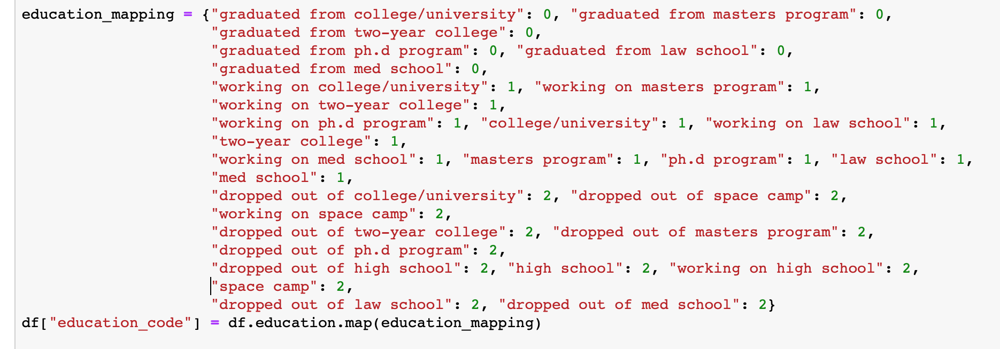 education_mapping = {"graduated from college/university": 0, "graduated from masters program": 0,
"graduated from two-year college": 0,
"graduated from ph.d program": 0, "graduated from law school": 0,
"graduated from med school": 0,
"working on college/university": 1, "working on masters program": 1,
"working on two-year college": 1,
"working on ph.d program": 1, "college/university": 1, "working on law school": 1,
"two-year college": 1,
"working on med school": 1, "masters program": 1, "ph.d program": 1, "law school": 1,
"med school": 1,
"dropped out of college/university": 2, "dropped out of space camp": 2,
"working on space camp": 2,
"dropped out of two-year college": 2, "dropped out of masters program": 2,
"dropped out of ph.d program": 2,
"dropped out of high school": 2, "high school": 2, "working on high school": 2,
"space camp": 2,
"dropped out of law school": 2, "dropped out of med school": 2}
df["education_code"] = df.education.map(education_mapping)